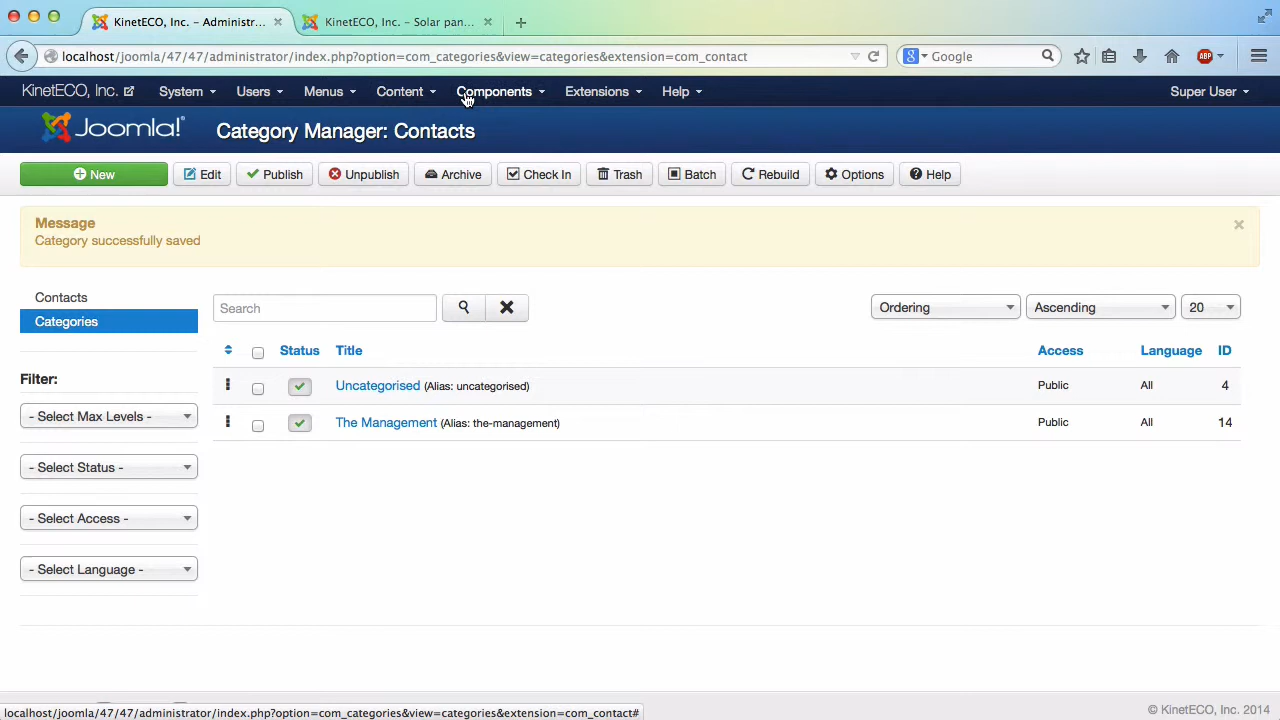 KinetECO, Inc. – Administr... ×
KinetECO, Inc. - Solar pan... ×
localhost/joomla/47/47/administrator/index.php?option=com_categories&view=categories&extension=com_contact
Google
ABP
KinetECO, Inc. System Users Menus Content Components Extensions Help Super User
Joomla!® Category Manager: Contacts
New Edit Publish Unpublish Archive Check In Trash Batch Rebuild Options Help
Message ×
Category successfully saved
Contacts
Categories
Search Ordering Ascending 20
Status Title Access Language ID
Uncategorised (Alias: uncategorised) Public All 4
The Management (Alias: the-management) Public All 14
Filter:
- Select Max Levels -
- Select Status -
- Select Access -
- Select Language -
localhost/joomla/47/47/administrator/index.php?option=com_categories&view=categories&extension=com_contact#
© KinetECO, Inc. 2014